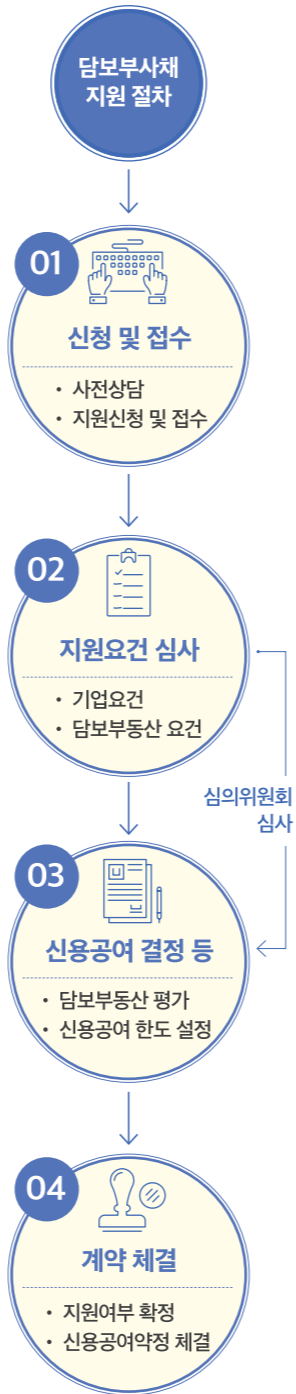 담보부사채
지원 절차
01
신청 및 접수
• 사전상담
• 지원신청 및 접수
02
지원요건 심사
• 기업요건
• 담보부동산 요건
심의위원회
심사
03
신용공여 결정 등
• 담보부동산 평가
• 신용공여 한도 설정
04
계약 체결
• 지원여부 확정
• 신용공여약정 체결